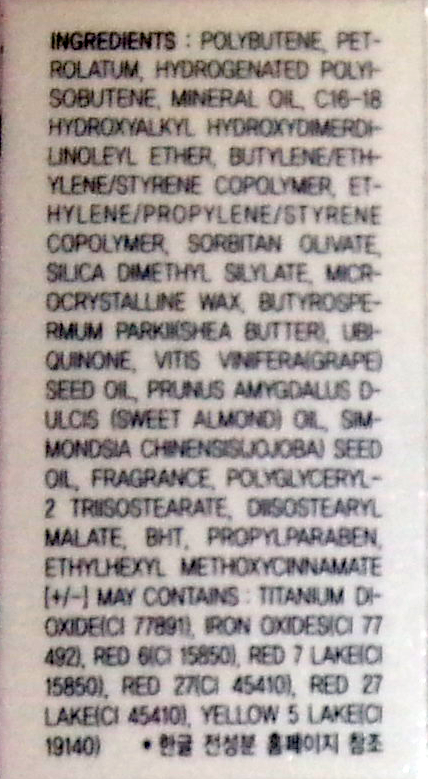 INGREDIENTS : POLYBUTENE, PET-
ROLATUM, HYDROGENATED POLYI-
SOBUTENE, MINERAL OIL, C16-18
HYDROXYALKYL HYDROXYDIMERDI-
LINOLEYL ETHER, BUTYLENE/ETH-
YLENE/STYRENE COPOLYMER, ET-
HYLENE/PROPYLENE/STYRENE
COPOLYMER, SORBITAN OLIVATE,
SILICA DIMETHYL SILYLATE, MICR-
OCRYSTALLINE WAX, BUTYROSPE-
RMUM PARKII(SHEA BUTTER), UBI-
QUINONE, VITIS VINIFERA(GRAPE)
SEED OIL, PRUNUS AMYGDALUS D-
ULCIS (SWEET ALMOND) OIL, SIM-
MONDSIA CHINENSIS(JOJOBA) SEED
OIL, FRAGRANCE, POLYGLYCERYL-
2 TRIISOSTEARATE, DIISOSTEARYL
MALATE, BHT, PROPYLPARABEN,
ETHYLHEXYL METHOXYCINNAMATE
[+/-] MAY CONTAINS : TITANIUM DI-
OXIDE(CI 77891), IRON OXIDES(CI 77
492), RED 6(CI 15850), RED 7 LAKE(CI
15850), RED 27(CI 45410), RED 27
LAKE(CI 45410), YELLOW 5 LAKE(CI
19140) • 한글 전성분 홈페이지 참조